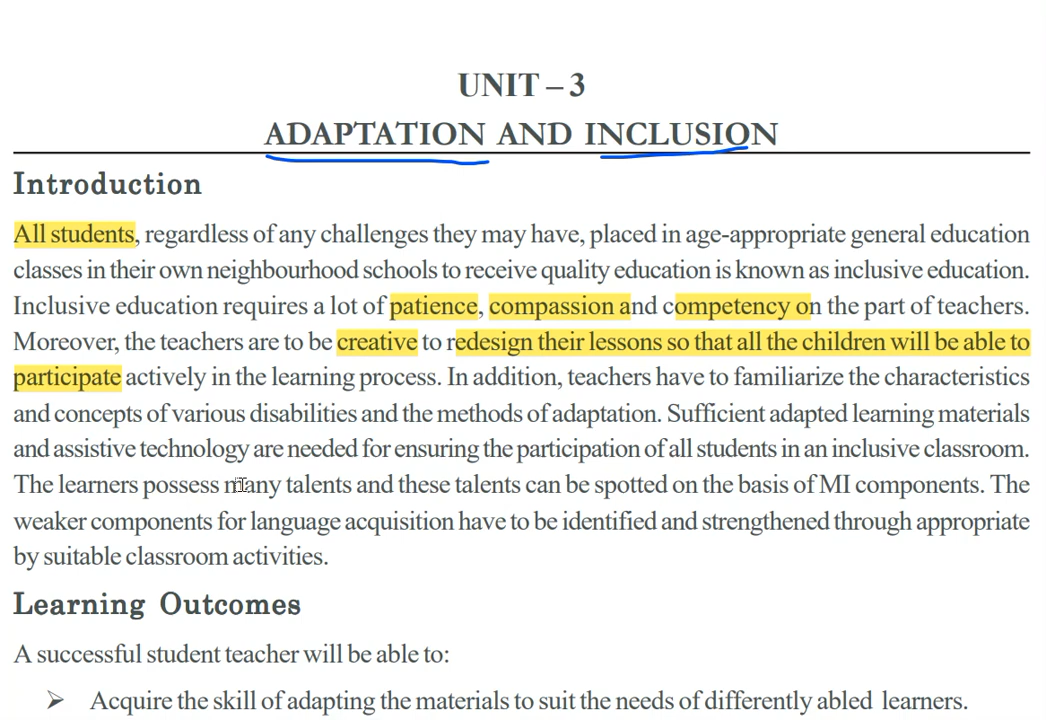 UNIT – 3
ADAPTATION AND INCLUSION
Introduction
All students, regardless of any challenges they may have, placed in age-appropriate general education
classes in their own neighbourhood schools to receive quality education is known as inclusive education.
Inclusive education requires a lot of patience, compassion and competency on the part of teachers.
Moreover, the teachers are to be creative to redesign their lessons so that all the children will be able to
participate actively in the learning process. In addition, teachers have to familiarize the characteristics
and concepts of various disabilities and the methods of adaptation. Sufficient adapted learning materials
and assistive technology are needed for ensuring the participation of all students in an inclusive classroom.
The learners possess many talents and these talents can be spotted on the basis of MI components. The
weaker components for language acquisition have to be identified and strengthened through appropriate
by suitable classroom activities.
Learning Outcomes
A successful student teacher will be able to:
➢ Acquire the skill of adapting the materials to suit the needs of differently abled learners.